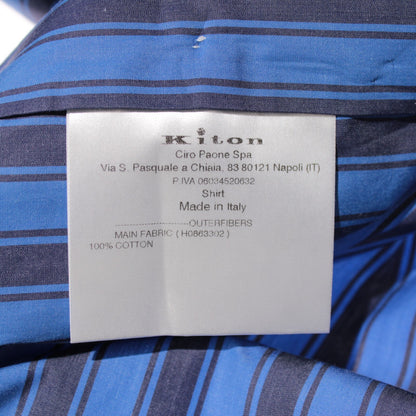 Kiton
Ciro Paone Spa
Via S. Pasquale a Chiaia, 83 80121 Napoli (IT)
P.IVA 06034520632
Shirt
Made in Italy
----------------------OUTERFIBERS
MAIN FABRIC ( H0863302 )
100% COTTON